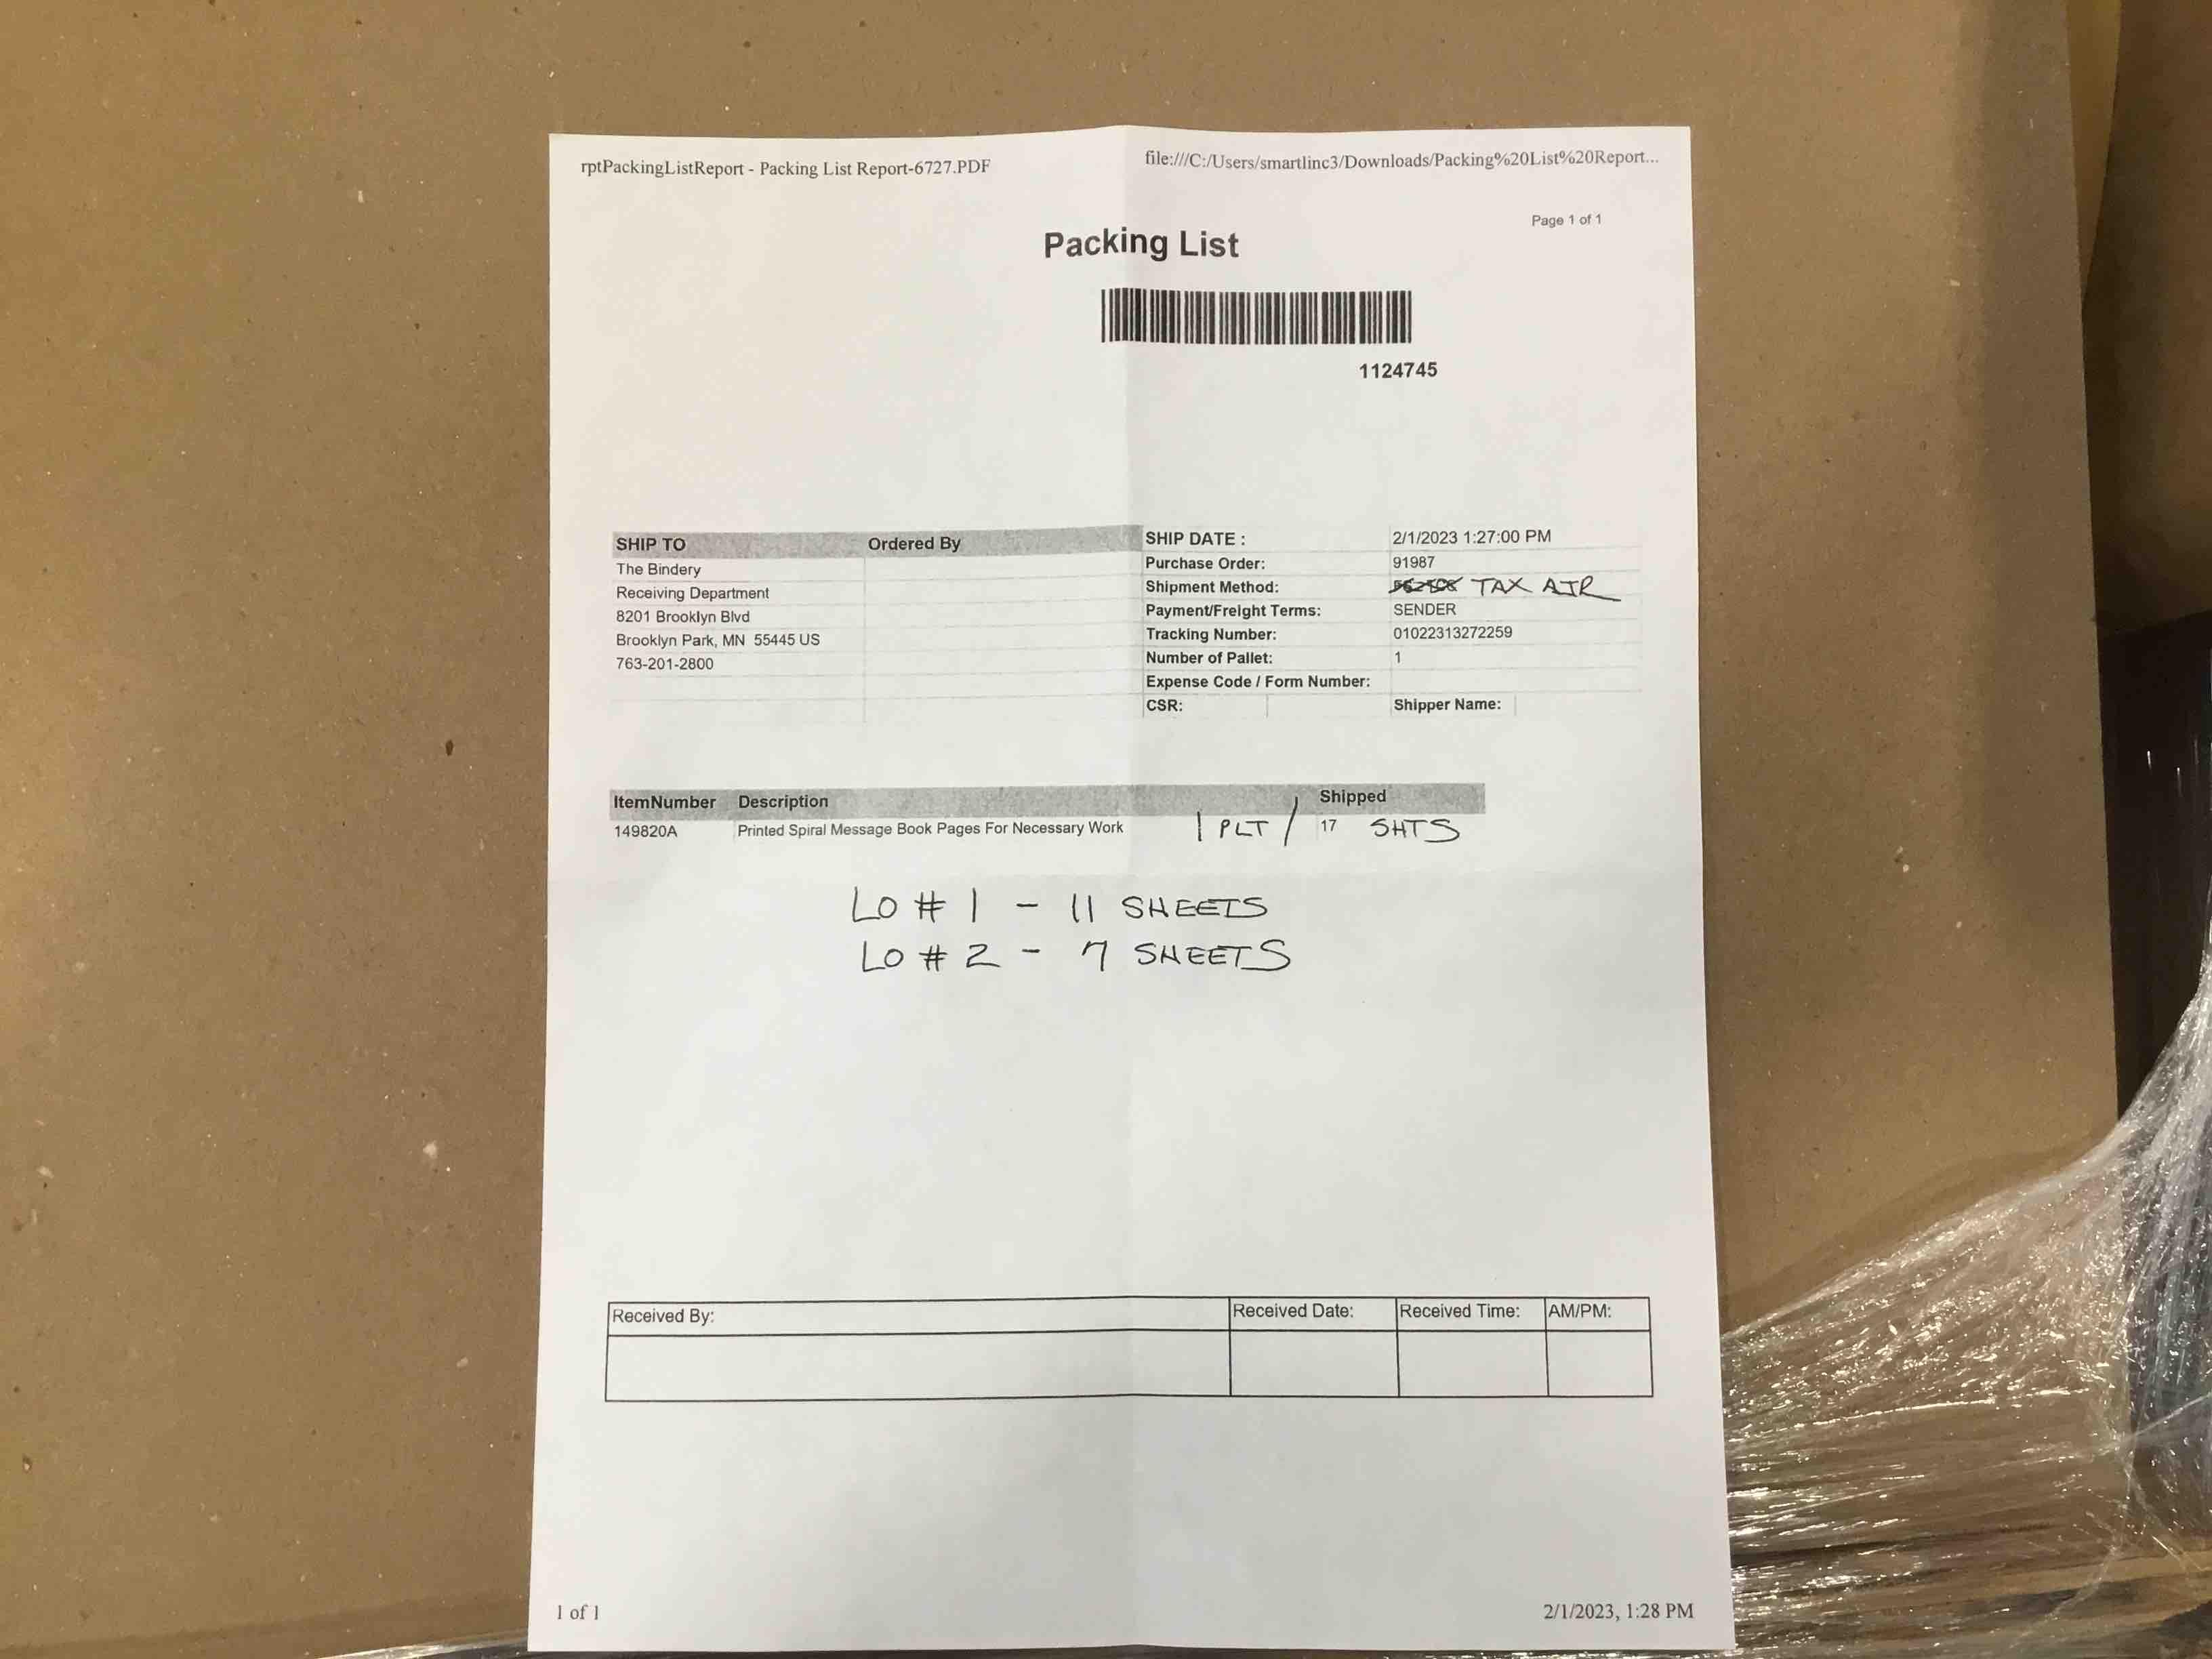 rptPackingListReport - Packing List Report-6727.PDF
file:///C:/Users/smartlinc3/Downloads/Packing%20List%20Report...
Page 1 of 1
Packing List
1124745
SHIP TO Ordered By
The Bindery
Receiving Department
8201 Brooklyn Blvd
Brooklyn Park, MN 55445 US
763-201-2800
SHIP DATE : 2/1/2023 1:27:00 PM
Purchase Order: 91987
Shipment Method: TAX AIR
Payment/Freight Terms: SENDER
Tracking Number: 01022313272259
Number of Pallet: 1
Expense Code / Form Number:
CSR: Shipper Name:
ItemNumber Description Shipped
149820A Printed Spiral Message Book Pages For Necessary Work 1 PLT / 17 SHTS
LO # 1 - 11 SHEETS
LO # 2 - 7 SHEETS
Received By: Received Date: Received Time: AM/PM:
1 of 1
2/1/2023, 1:28 PM